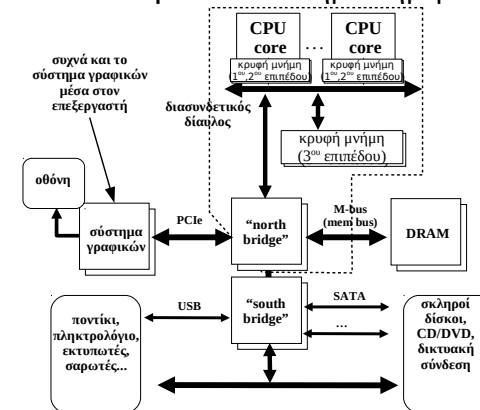 CPU
core
...
CPU
core
κρυφή μνήμη
(1ου,2ου επιπέδου)
κρυφή μνήμη
(1ου,2ου επιπέδου)
συχνά και το
σύστημα γραφικών
μέσα στον
επεξεργαστή
διασυνδετικός
δίαυλος
κρυφή μνήμη
(3ου επιπέδου)
οθόνη
σύστημα
γραφικών
PCIe
“north
bridge”
M-bus
(mem bus)
DRAM
ποντίκι,
πληκτρολόγιο,
εκτυπωτές,
σαρωτές...
USB
“south
bridge”
SATA
...
σκληροί
δίσκοι,
CD/DVD,
δικτυακή
σύνδεση